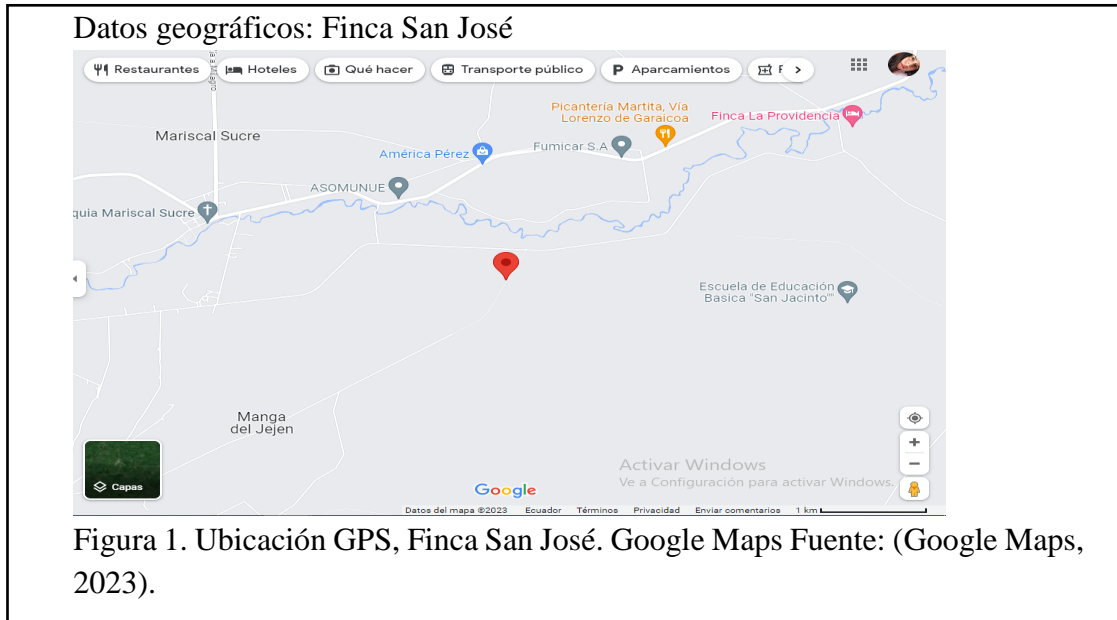 Datos geográficos: Finca San José
Restaurantes
Hoteles
Qué hacer
Transporte público
Aparcamientos
Picantería Martita, Vía
Lorenzo de Garaicoa
Finca La Providencia
Mariscal Sucre
Fumicar S.A
América Pérez
ASOMUNUE
quia Mariscal Sucre
Escuela de Educación
Basica "San Jacinto""
Manga
del Jejen
Capas
Activar Windows
Ve a Configuración para activar Windows.
Google
Datos del mapa ©2023 Ecuador Términos Privacidad Enviar comentarios 1 km
Figura 1. Ubicación GPS, Finca San José. Google Maps Fuente: (Google Maps,
2023).